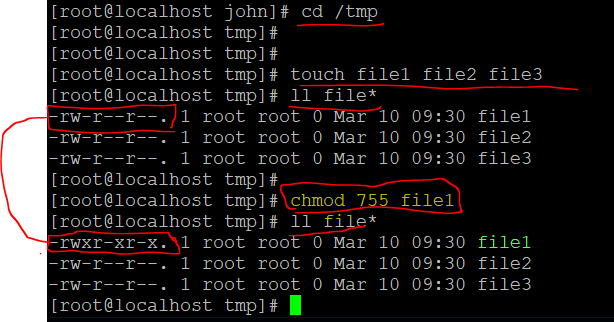 [root@localhost john]# cd /tmp
[root@localhost tmp]#
[root@localhost tmp]#
[root@localhost tmp]# touch file1 file2 file3
[root@localhost tmp]# ll file*
-rw-r--r--. 1 root root 0 Mar 10 09:30 file1
-rw-r--r--. 1 root root 0 Mar 10 09:30 file2
-rw-r--r--. 1 root root 0 Mar 10 09:30 file3
[root@localhost tmp]#
[root@localhost tmp]# chmod 755 file1
[root@localhost tmp]# ll file*
-rwxr-xr-x. 1 root root 0 Mar 10 09:30 file1
-rw-r--r--. 1 root root 0 Mar 10 09:30 file2
-rw-r--r--. 1 root root 0 Mar 10 09:30 file3
[root@localhost tmp]#